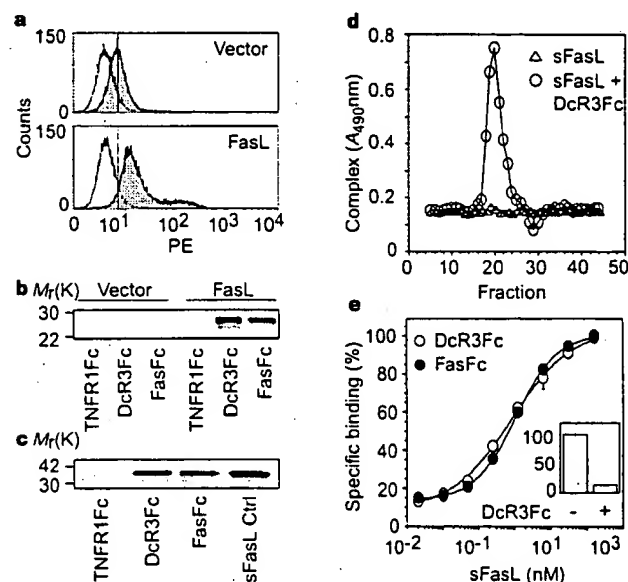 a
150
Vector
0
150
FasL
0
Counts
0 10¹ 10² 10³ 10⁴
PE
b Mr(K) Vector FasL
30
22
TNFR1Fc
DcR3Fc
FasFc
TNFR1Fc
DcR3Fc
FasFc
c Mr(K)
42
30
TNFR1Fc
DcR3Fc
FasFc
sFasL Ctrl
d
0.8
0.6
0.4
0.2
0
Complex (A490nm)
sFasL
sFasL +
DcR3Fc
0 10 20 30 40 50
Fraction
e
100
80
60
40
20
0
Specific binding (%)
DcR3Fc
FasFc
100
50
0
DcR3Fc - +
10⁻² 10⁻¹ 10¹ 10³
sFasL (nM)